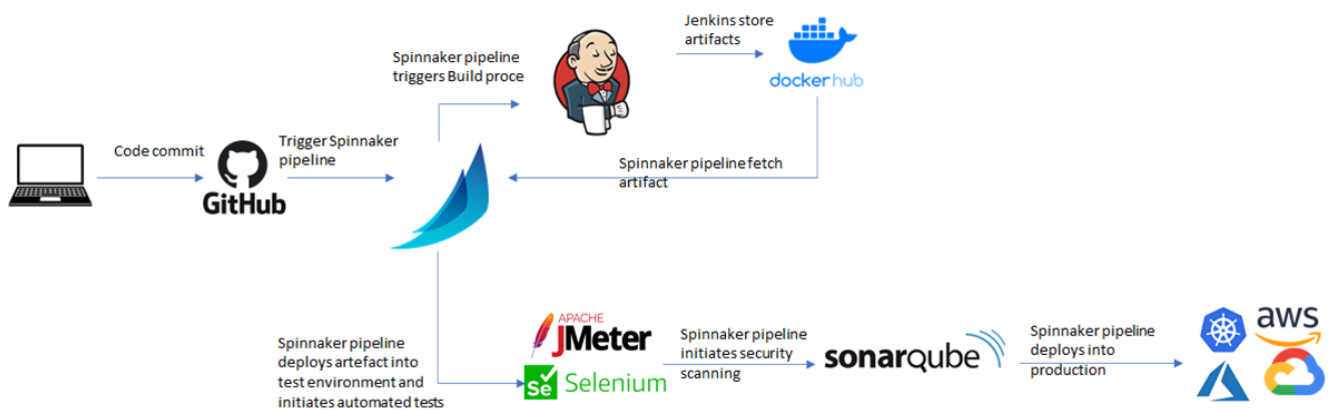 Jenkins store
artifacts
Spinnaker pipeline
triggers Build proce
dockerhub
Code commit
Trigger Spinnaker
pipeline
GitHub
Spinnaker pipeline fetch
artifact
Spinnaker pipeline
deploys artefact into
test environment and
initiates automated tests
APACHE
JMeter
Se Selenium
Spinnaker pipeline
initiates security
scanning
sonarqube
Spinnaker pipeline
deploys into
production
aws